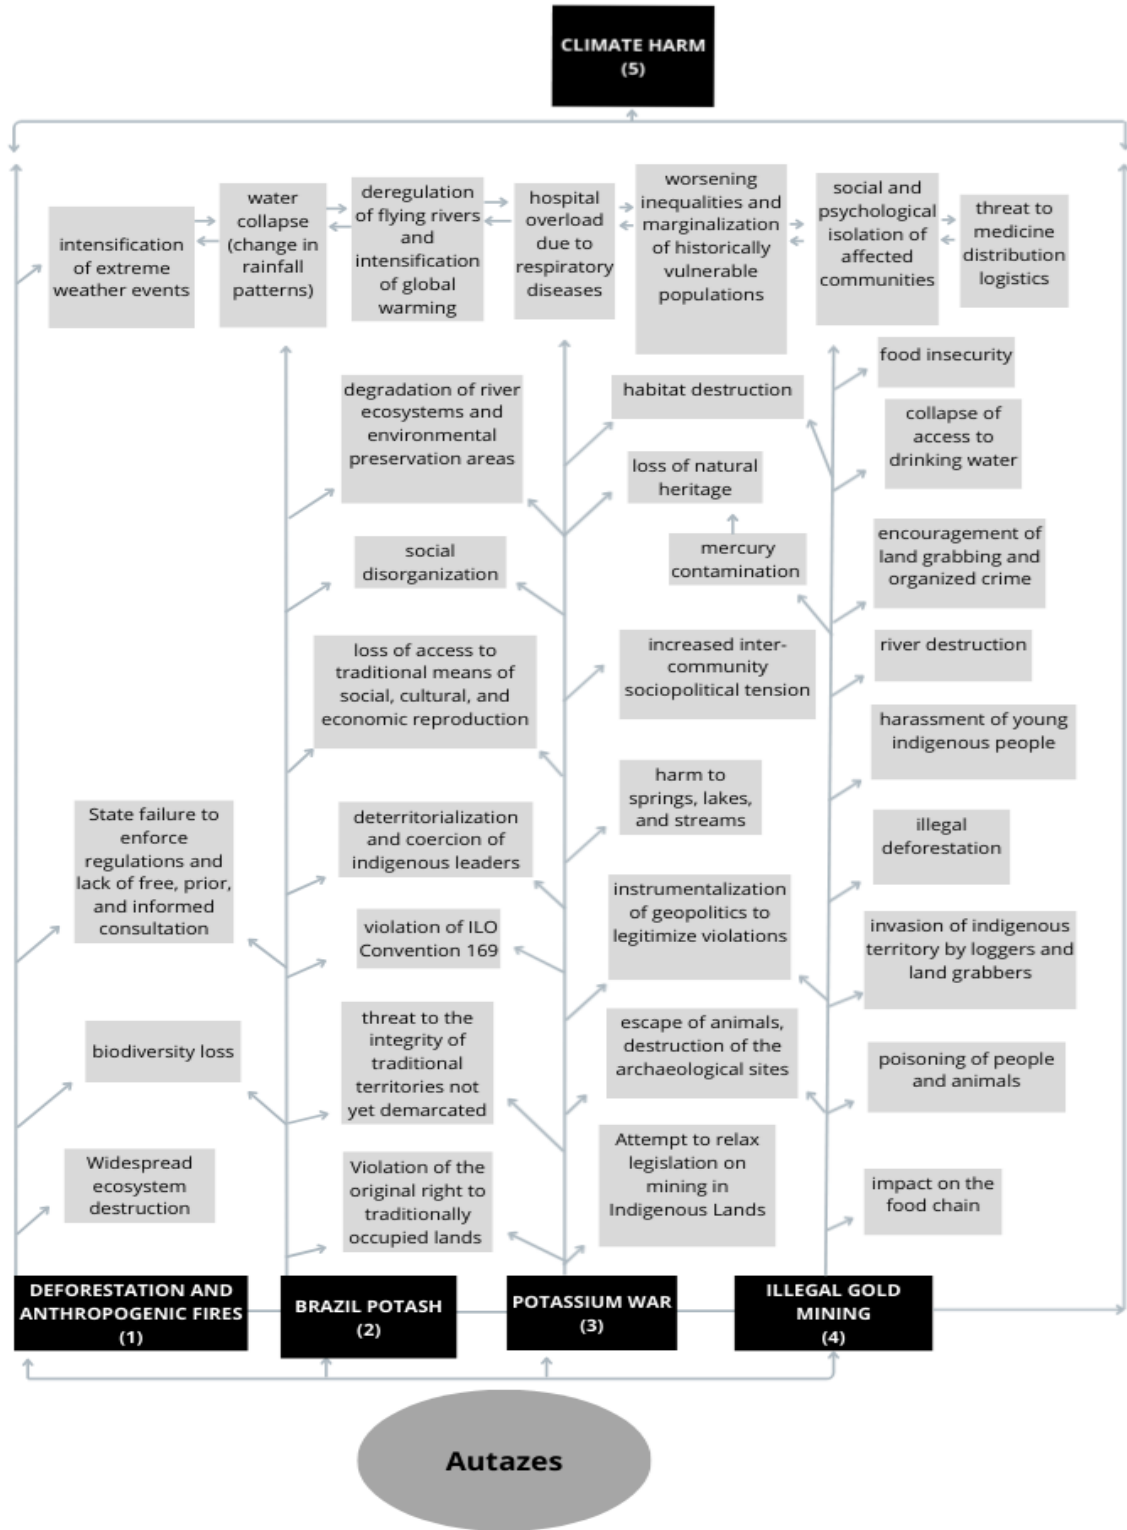 CLIMATE HARM
(5)
intensification
of extreme
weather events
water
collapse
(change in
rainfall
patterns)
deregulation
of flying rivers
and
intensification
of global
warming
hospital
overload
due to
respiratory
diseases
worsening
inequalities and
marginalization
of historically
vulnerable
populations
social and
psychological
isolation of
affected
communities
threat to
medicine
distribution
logistics
food insecurity
degradation of river
ecosystems and
environmental
preservation areas
habitat destruction
collapse of
access to
drinking water
loss of natural
heritage
social
disorganization
mercury
contamination
encouragement of
land grabbing and
organized crime
loss of access to
traditional means of
social, cultural, and
economic reproduction
increased inter-
community
sociopolitical tension
river destruction
harassment of young
indigenous people
State failure to
enforce
regulations and
lack of free, prior,
and informed
consultation
deterritorialization
and coercion of
indigenous leaders
harm to
springs, lakes,
and streams
illegal
deforestation
violation of ILO
Convention 169
instrumentalization
of geopolitics to
legitimize violations
invasion of indigenous
territory by loggers and
land grabbers
biodiversity loss
threat to the
integrity of
traditional
territories not
yet demarcated
escape of animals,
destruction of the
archaeological sites
poisoning of people
and animals
Widespread
ecosystem
destruction
Violation of the
original right to
traditionally
occupied lands
Attempt to relax
legislation on
mining in
Indigenous Lands
impact on the
food chain
DEFORESTATION AND
ANTHROPOGENIC FIRES
(1)
BRAZIL POTASH
(2)
POTASSIUM WAR
(3)
ILLEGAL GOLD
MINING
(4)
Autazes